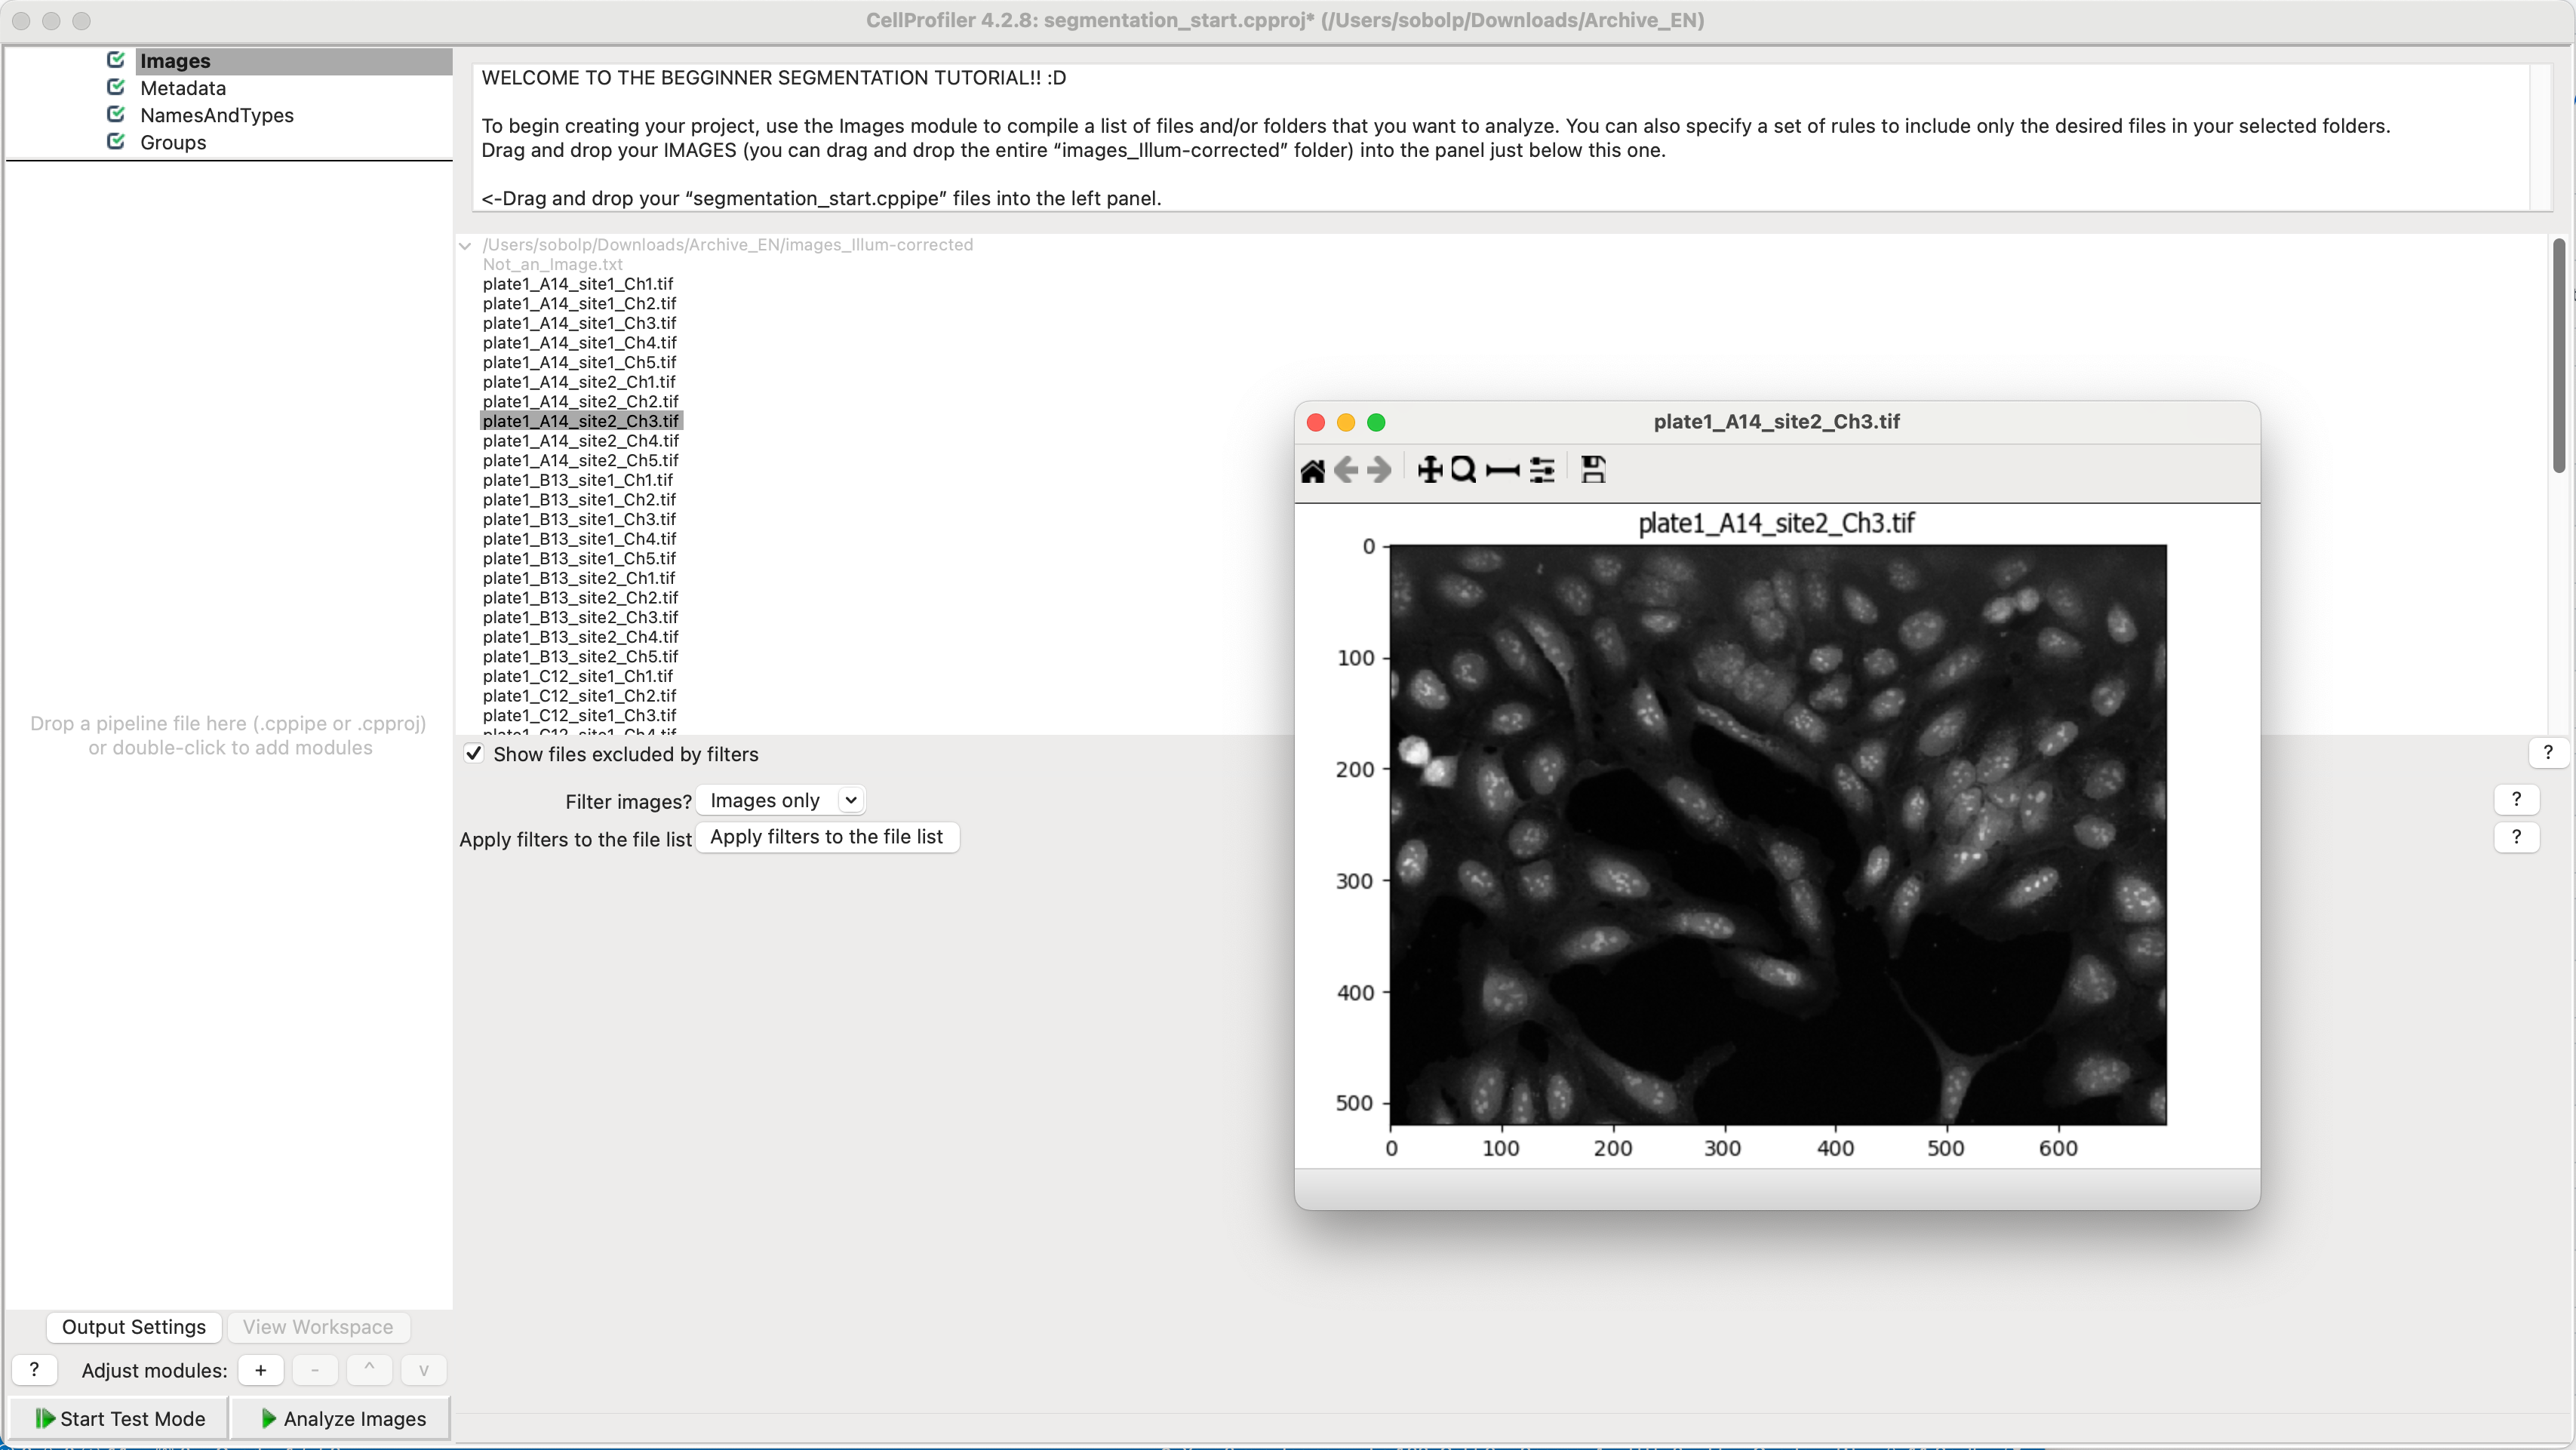 CellProfiler 4.2.8: segmentation_start.cpproj* (/Users/sobolp/Downloads/Archive_EN)
Images
Metadata
NamesAndTypes
Groups
WELCOME TO THE BEGGINNER SEGMENTATION TUTORIAL!! :D
To begin creating your project, use the Images module to compile a list of files and/or folders that you want to analyze. You can also specify a set of rules to include only the desired files in your selected folders.
Drag and drop your IMAGES (you can drag and drop the entire “images_Illum-corrected” folder) into the panel just below this one.
<-Drag and drop your “segmentation_start.cppipe” files into the left panel.
/Users/sobolp/Downloads/Archive_EN/images_Illum-corrected
Not_an_Image.txt
plate1_A14_site1_Ch1.tif
plate1_A14_site1_Ch2.tif
plate1_A14_site1_Ch3.tif
plate1_A14_site1_Ch4.tif
plate1_A14_site1_Ch5.tif
plate1_A14_site2_Ch1.tif
plate1_A14_site2_Ch2.tif
plate1_A14_site2_Ch3.tif
plate1_A14_site2_Ch4.tif
plate1_A14_site2_Ch5.tif
plate1_B13_site1_Ch1.tif
plate1_B13_site1_Ch2.tif
plate1_B13_site1_Ch3.tif
plate1_B13_site1_Ch4.tif
plate1_B13_site1_Ch5.tif
plate1_B13_site2_Ch1.tif
plate1_B13_site2_Ch2.tif
plate1_B13_site2_Ch3.tif
plate1_B13_site2_Ch4.tif
plate1_B13_site2_Ch5.tif
plate1_C12_site1_Ch1.tif
plate1_C12_site1_Ch2.tif
plate1_C12_site1_Ch3.tif
plate1_C12_site1_Ch4.tif
Drop a pipeline file here (.cppipe or .cpproj)
or double-click to add modules
Show files excluded by filters
?
Filter images? Images only
?
Apply filters to the file list Apply filters to the file list
?
plate1_A14_site2_Ch3.tif
plate1_A14_site2_Ch3.tif
0
100
200
300
400
500
0 100 200 300 400 500 600
Output Settings View Workspace
? Adjust modules: + - ^ v
Start Test Mode Analyze Images